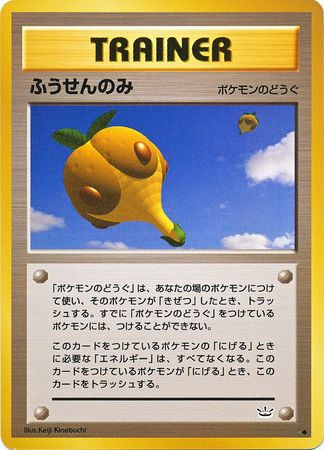 TRAINER
ふうせんのみ
ポケモンのどうぐ
「ポケモンのどうぐ」は、あなたの場のポケモンにつけ
て使い、そのポケモンが「きぜつ」したとき、トラッ
シュする。すでに「ポケモンのどうぐ」をつけている
ポケモンには、つけることができない。
このカードをつけているポケモンの「にげる」とき
に必要な「エネルギー」は、すべてなくなる。このカー
ドをつけているポケモンが「にげる」とき、この
カードをトラッシュする。
Illus.Keiji Kinebuchi